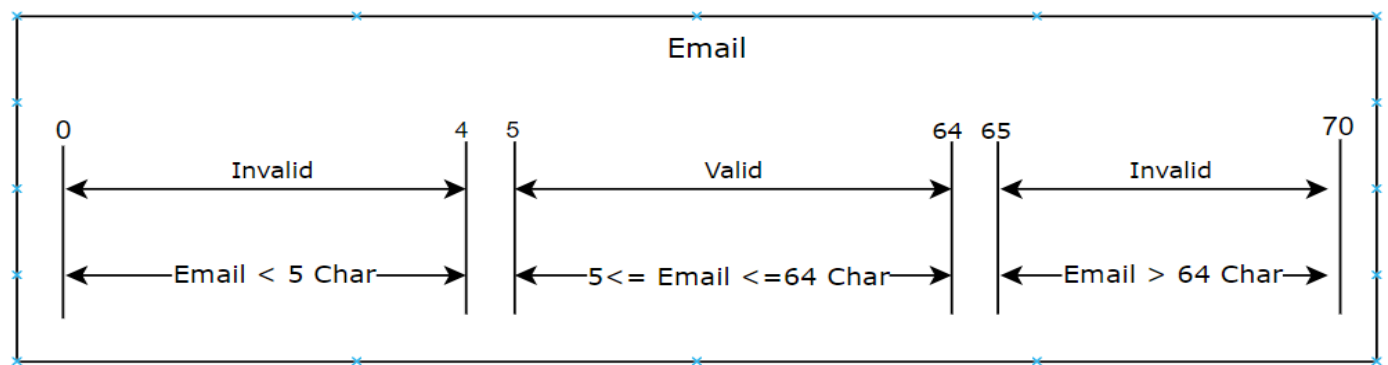 Email
0 4 5 64 65 70
Invalid Valid Invalid
Email < 5 Char 5<= Email <=64 Char Email > 64 Char